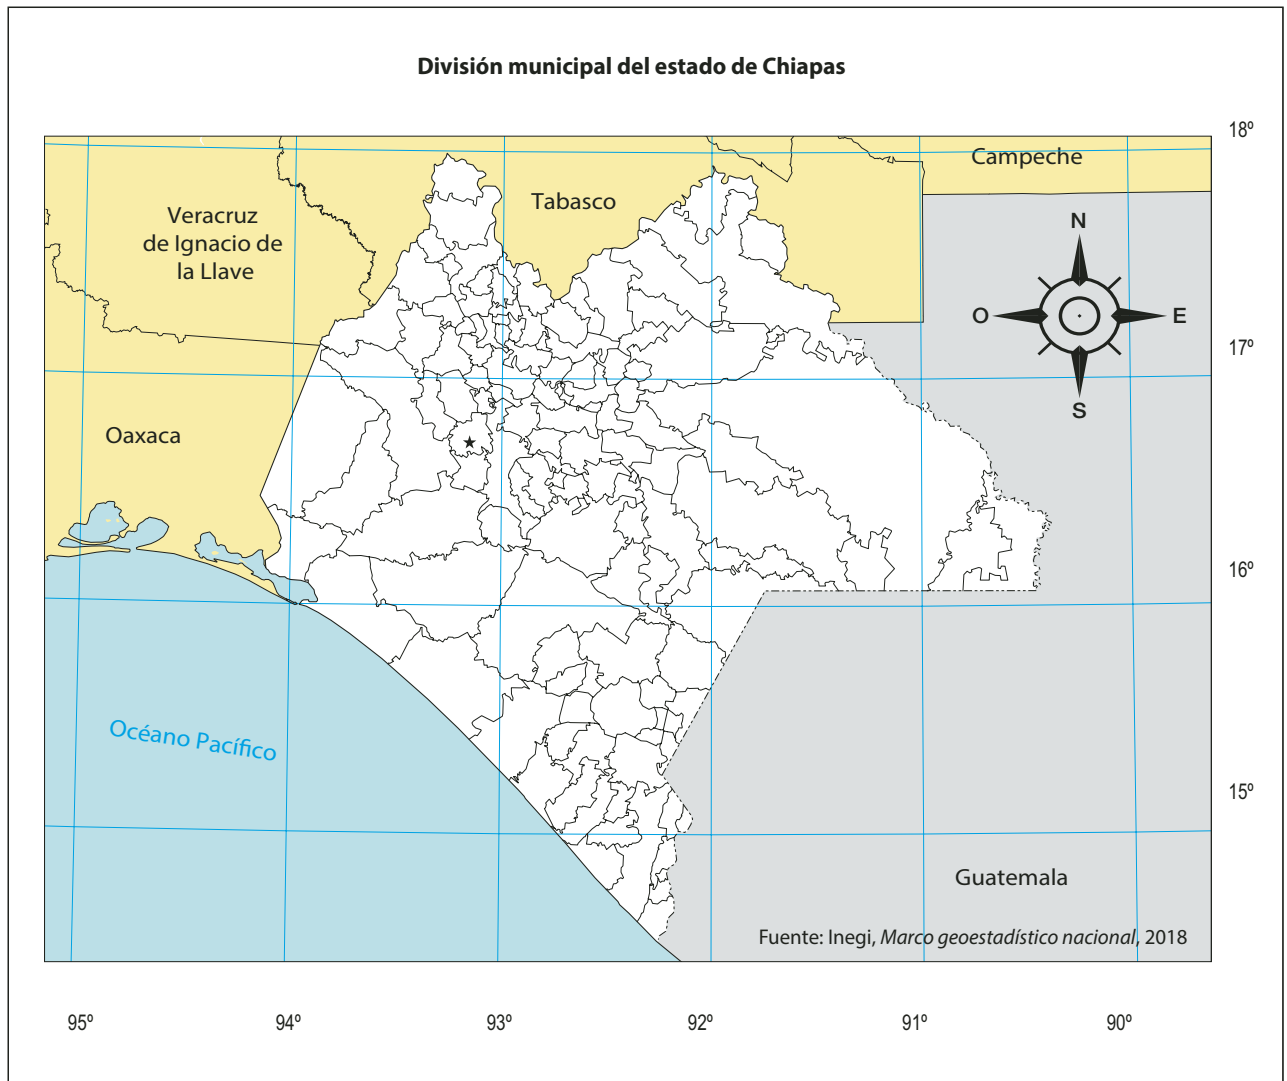 División municipal del estado de Chiapas
18º
Campeche
Tabasco
Veracruz
de Ignacio de
la Llave
N
O
E
S
17º
Oaxaca
16º
Océano Pacífico
15º
Guatemala
Fuente: Inegi, Marco geoestadístico nacional, 2018
95º
94º
93º
92º
91º
90º